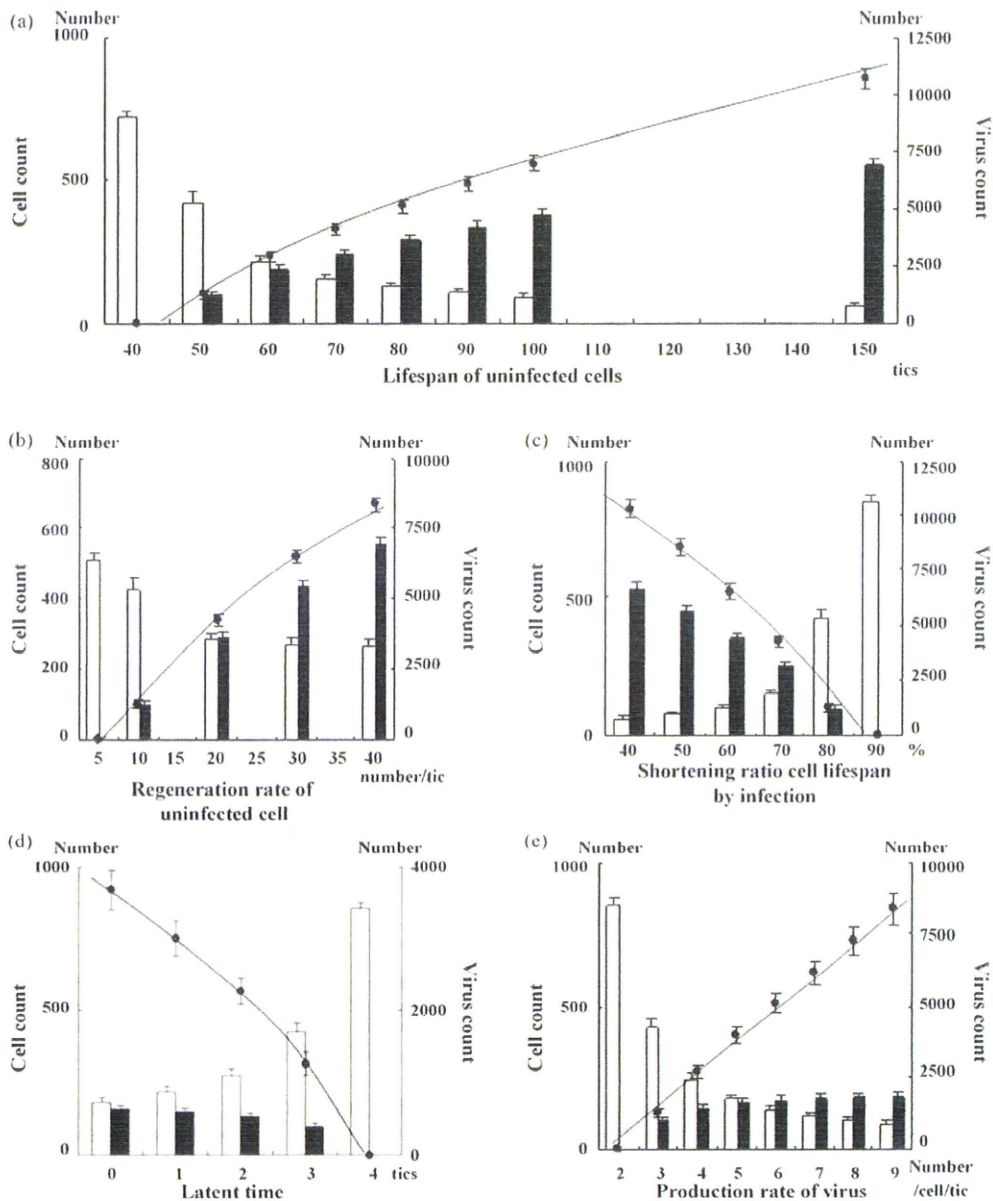 (a) Number Number
1000 12500
10000
7500
500
5000
2500
0 0
Cell count
Virus count
40 50 60 70 80 90 100 110 120 130 140 150
Lifespan of uninfected cells tics
(b) Number Number
800 10000
600 7500
400 5000
200 2500
0 0
Cell count
Virus count
5 10 15 20 25 30 35 40
number/tic
Regeneration rate of
uninfected cell
(c) Number Number
1000 12500
10000
7500
500
5000
2500
0 0
Cell count
Virus count
40 50 60 70 80 90 %
Shortening ratio cell lifespan
by infection
(d) Number Number
1000 4000
500 2000
0 0
Cell count
Virus count
0 1 2 3 4 tics
Latent time
(e) Number Number
1000 10000
7500
500 5000
2500
0 0
Cell count
Virus count
2 3 4 5 6 7 8 9 Number
Production rate of virus /cell/tic